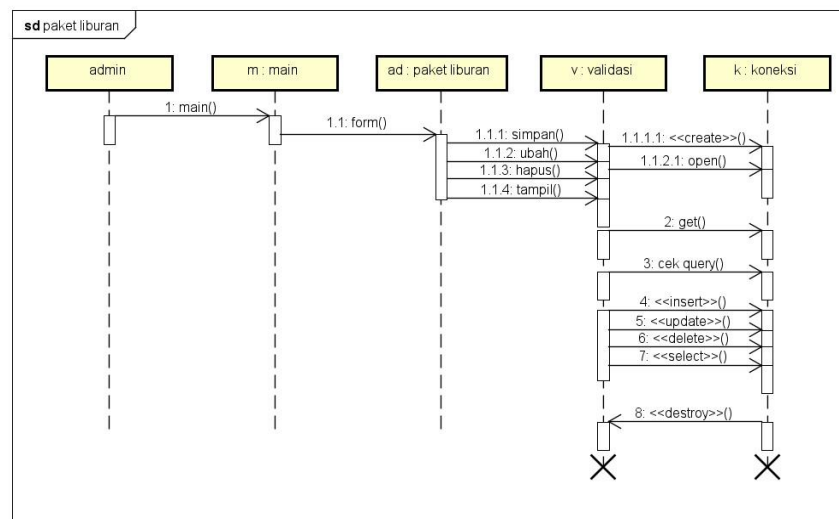 sd paket liburan
admin
m : main
ad : paket liburan
v : validasi
k : koneksi
1: main()
1.1: form()
1.1.1: simpan()
1.1.1.1: <<create>>()
1.1.2: ubah()
1.1.2.1: open()
1.1.3: hapus()
1.1.4: tampil()
2: get()
3: cek query()
4: <<insert>>()
5: <<update>>()
6: <<delete>>()
7: <<select>>()
8: <<destroy>>()